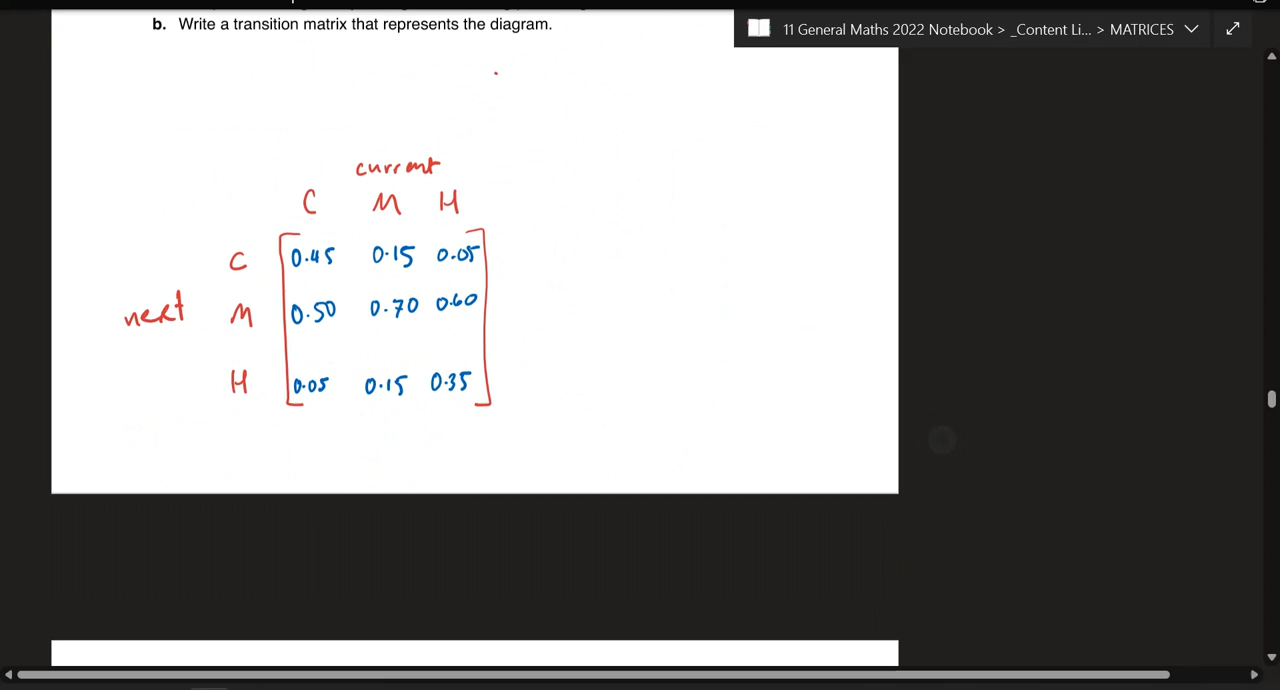 b. Write a transition matrix that represents the diagram.
11 General Maths 2022 Notebook > _Content Li... > MATRICES
current
C M H
C 0.45 0.15 0.05
next M 0.50 0.70 0.60
H 0.05 0.15 0.35